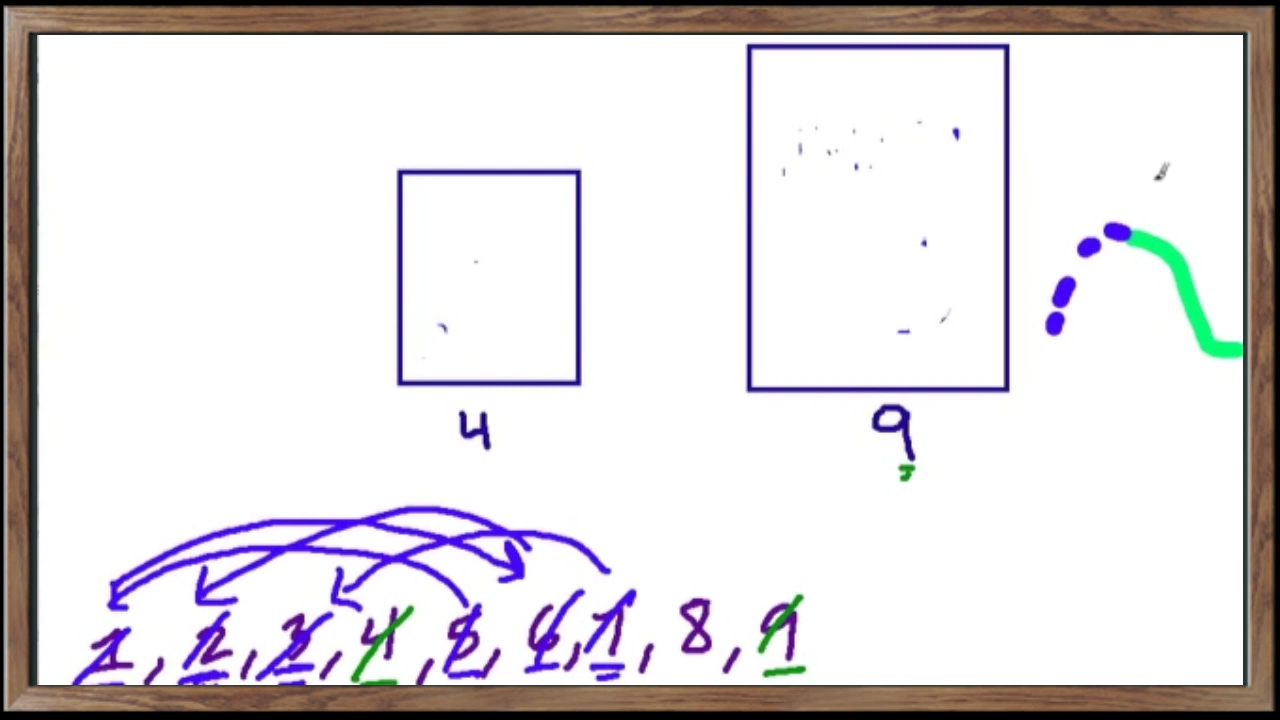 4 9
1, 2, 3, 4, 5, 6, 7, 8, 9